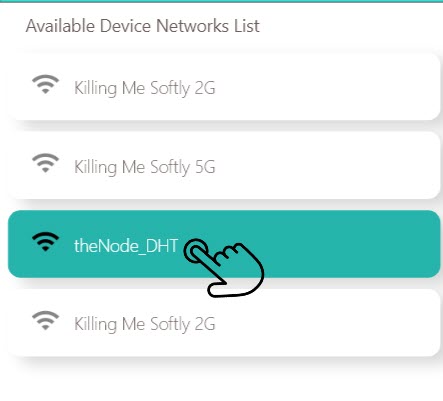 Available Device Networks List
Killing Me Softly 2G
Killing Me Softly 5G
theNode_DHT
Killing Me Softly 2G